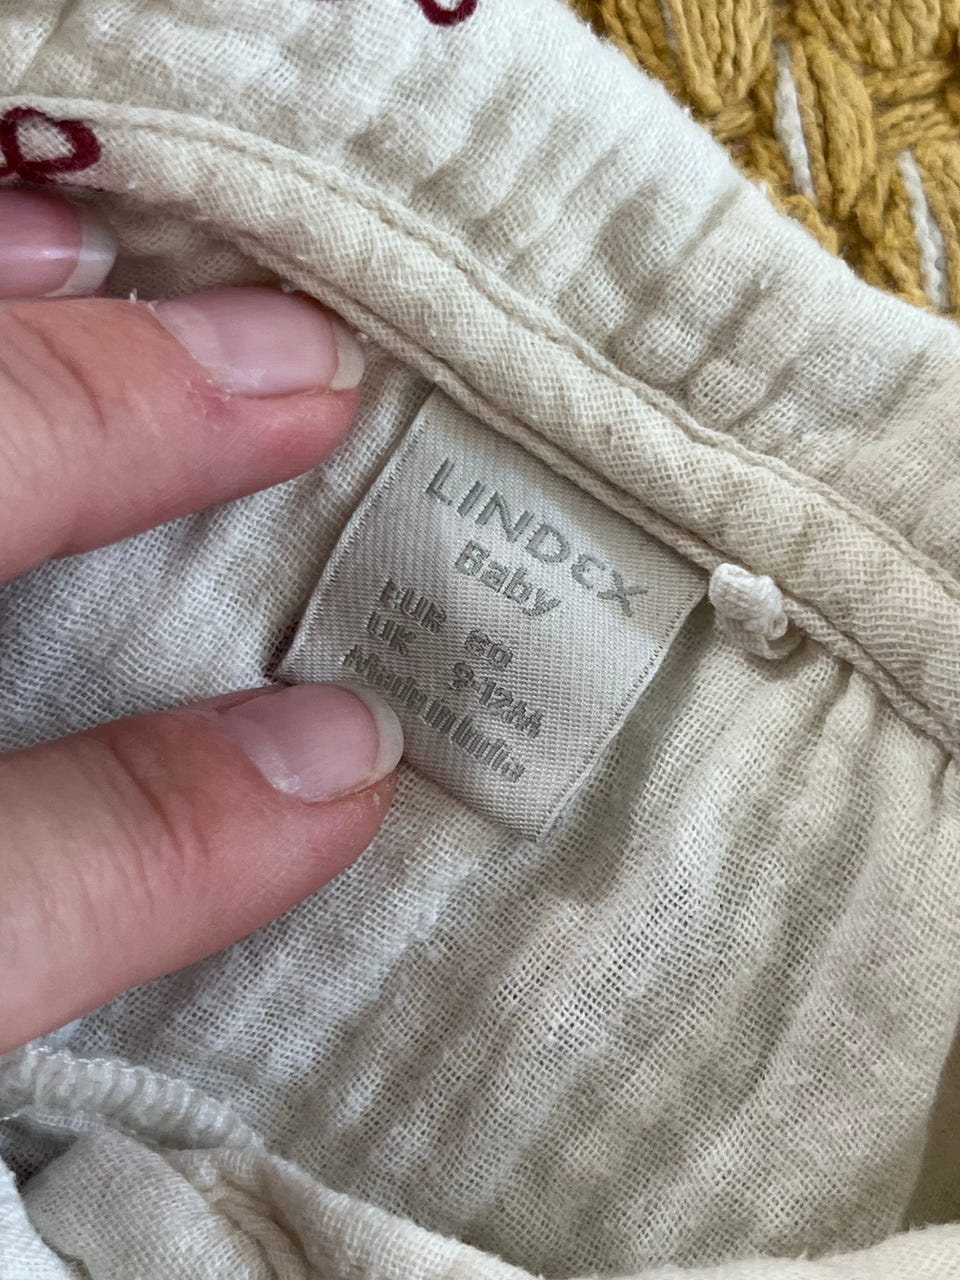 LINDEX
Baby
EUR 80
UK 9-12M
Made in India